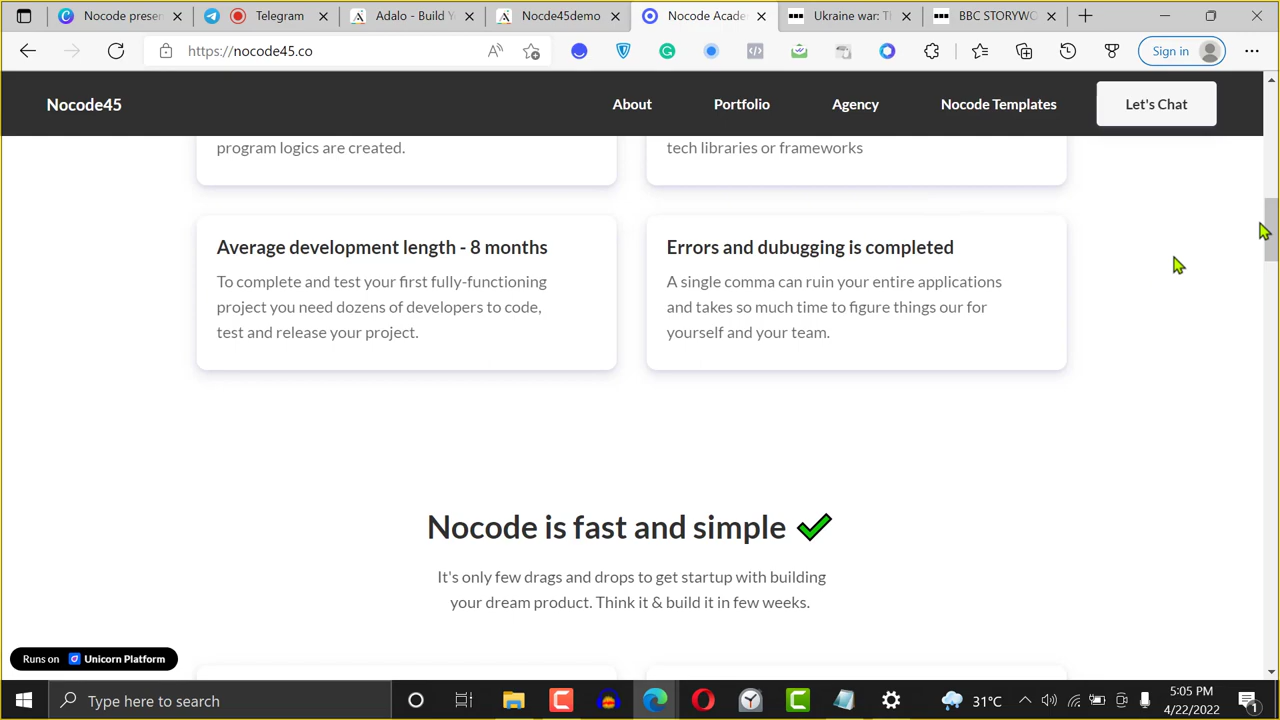 Nocode presen
Telegram
Adalo - Build Y
Nocde45demo
Nocode Acade
Ukraine war: T
BBC STORYWO
https://nocode45.co
Sign in
Nocode45
About
Portfolio
Agency
Nocode Templates
Let's Chat
program logics are created.
tech libraries or frameworks
Average development length - 8 months
To complete and test your first fully-functioning
project you need dozens of developers to code,
test and release your project.
Errors and dubugging is completed
A single comma can ruin your entire applications
and takes so much time to figure things our for
yourself and your team.
Nocode is fast and simple
It's only few drags and drops to get startup with building
your dream product. Think it & build it in few weeks.
Runs on Unicorn Platform
Type here to search
31°C
5:05 PM
4/22/2022
1